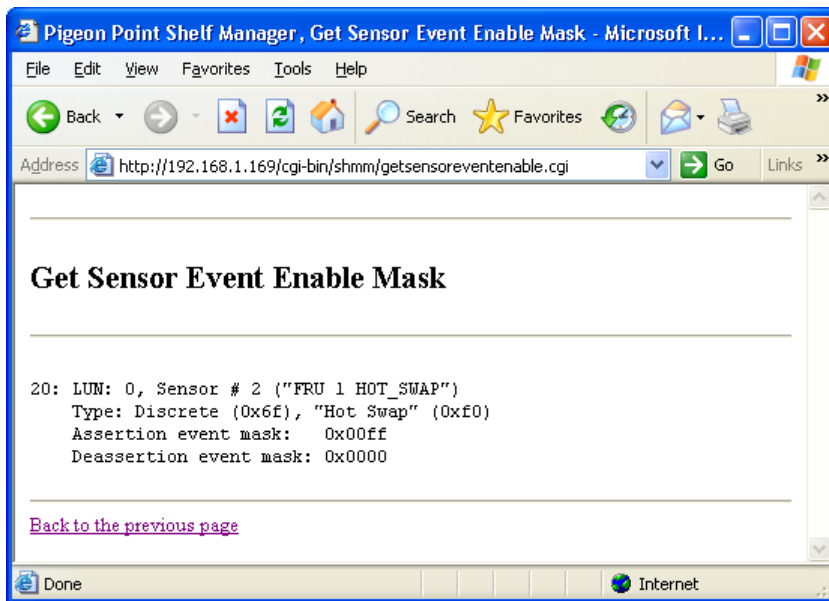 Pigeon Point Shelf Manager, Get Sensor Event Enable Mask - Microsoft I...
File Edit View Favorites Tools Help
Back Search Favorites
Address http://192.168.1.169/cgi-bin/shmm/getsensoreventenable.cgi Go Links
Get Sensor Event Enable Mask
20: LUN: 0, Sensor # 2 ("FRU 1 HOT_SWAP")
Type: Discrete (0x6f), "Hot Swap" (0xf0)
Assertion event mask: 0x00ff
Deassertion event mask: 0x0000
Back to the previous page
Done Internet